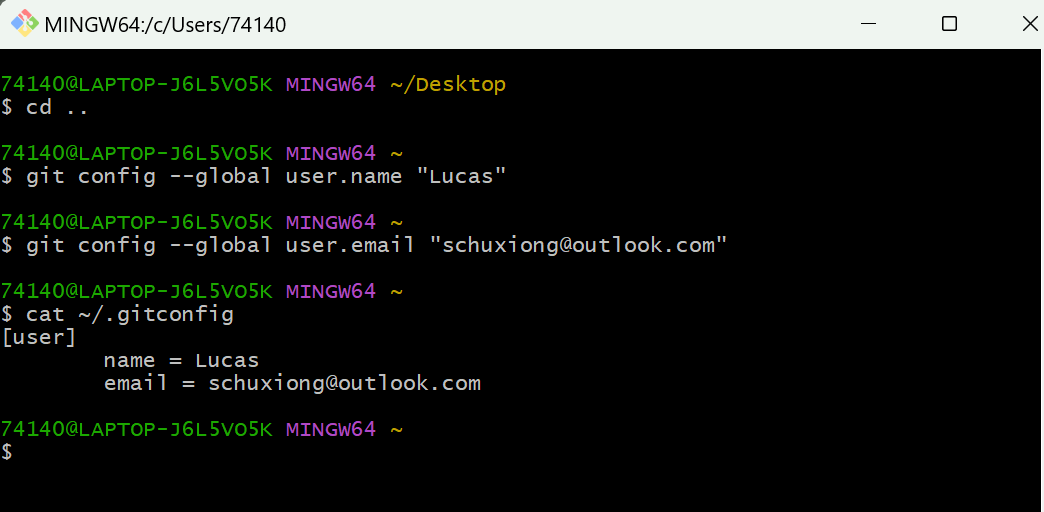 MINGW64:/c/Users/74140
74140@LAPTOP-J6L5VO5K MINGW64 ~/Desktop
$ cd ..
74140@LAPTOP-J6L5VO5K MINGW64 ~
$ git config --global user.name "Lucas"
74140@LAPTOP-J6L5VO5K MINGW64 ~
$ git config --global user.email "schuxiong@outlook.com"
74140@LAPTOP-J6L5VO5K MINGW64 ~
$ cat ~/.gitconfig
[user]
        name = Lucas
        email = schuxiong@outlook.com
74140@LAPTOP-J6L5VO5K MINGW64 ~
$